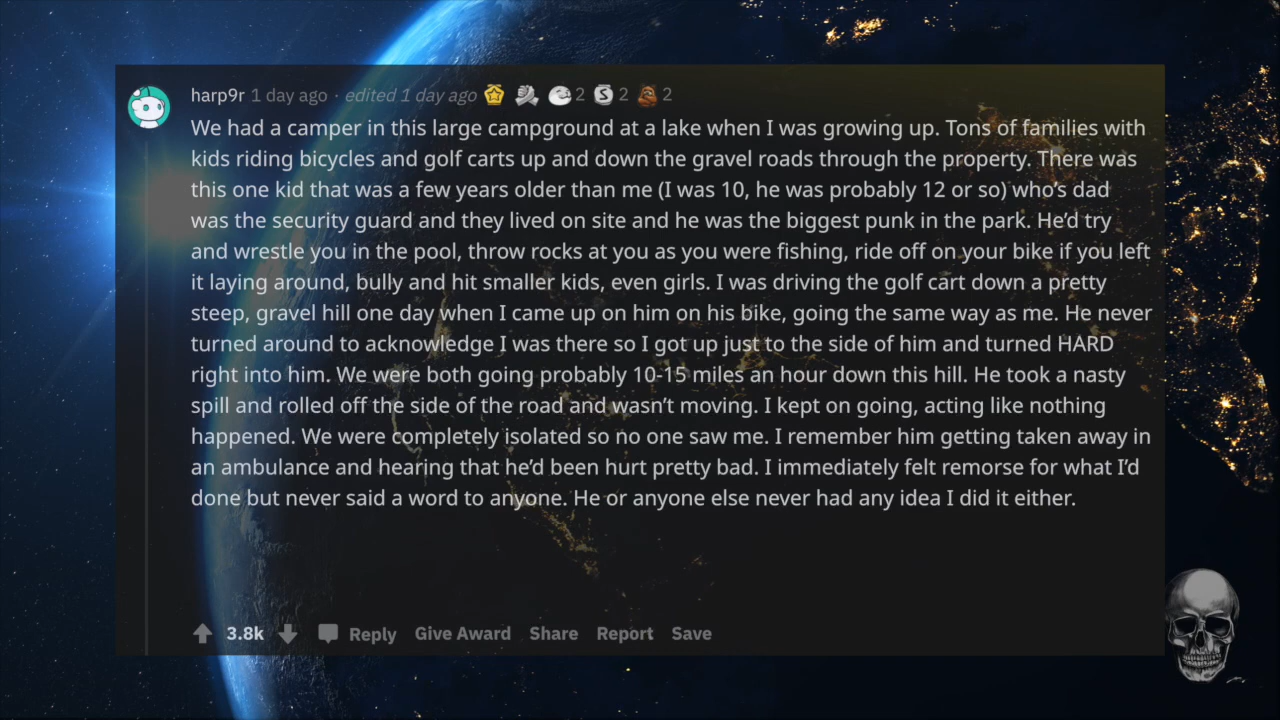 harp9r 1 day ago · edited 1 day ago 2 2 2
We had a camper in this large campground at a lake when I was growing up. Tons of families with
kids riding bicycles and golf carts up and down the gravel roads through the property. There was
this one kid that was a few years older than me (I was 10, he was probably 12 or so) who's dad
was the security guard and they lived on site and he was the biggest punk in the park. He'd try
and wrestle you in the pool, throw rocks at you as you were fishing, ride off on your bike if you left
it laying around, bully and hit smaller kids, even girls. I was driving the golf cart down a pretty
steep, gravel hill one day when I came up on him on his bike, going the same way as me. He never
turned around to acknowledge I was there so I got up just to the side of him and turned HARD
right into him. We were both going probably 10-15 miles an hour down this hill. He took a nasty
spill and rolled off the side of the road and wasn't moving. I kept on going, acting like nothing
happened. We were completely isolated so no one saw me. I remember him getting taken away in
an ambulance and hearing that he'd been hurt pretty bad. I immediately felt remorse for what I'd
done but never said a word to anyone. He or anyone else never had any idea I did it either.
3.8k Reply Give Award Share Report Save